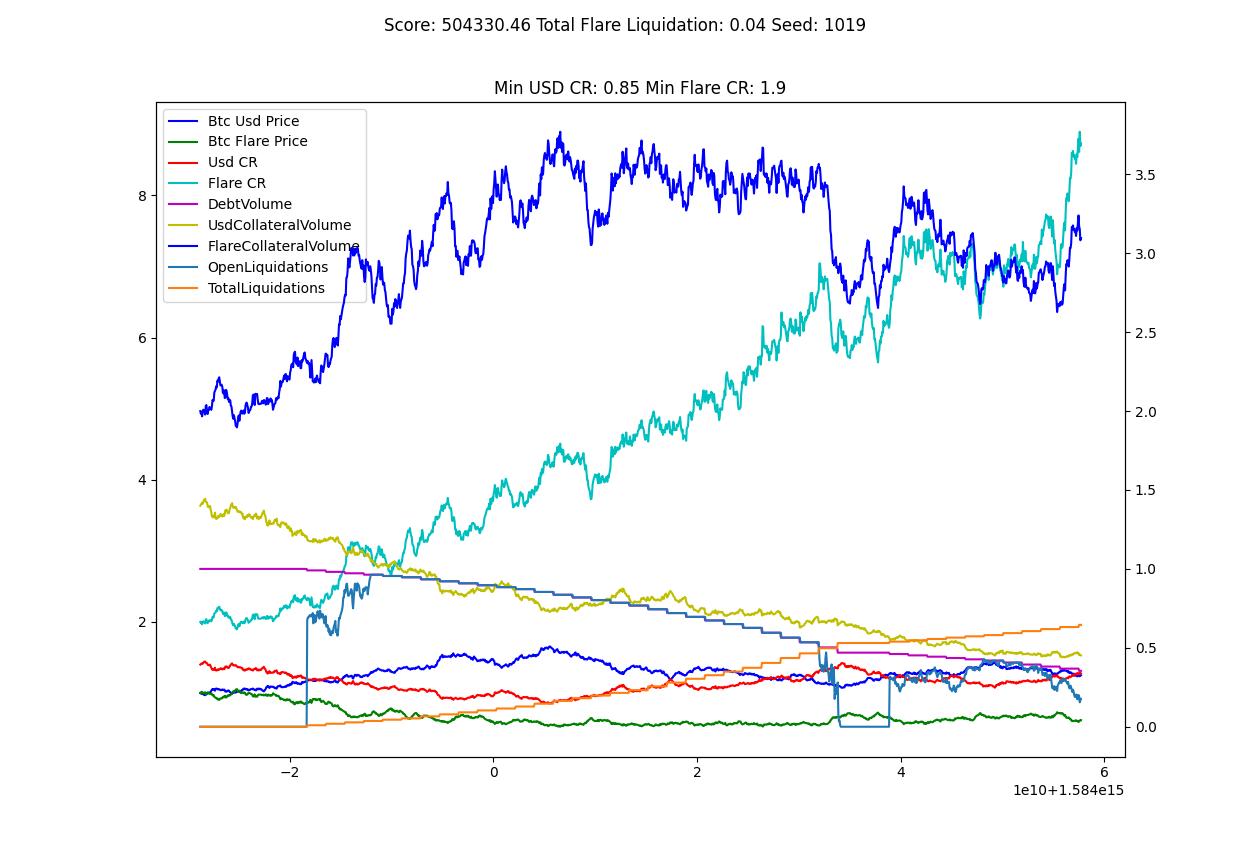 Score: 504330.46 Total Flare Liquidation: 0.04 Seed: 1019
Min USD CR: 0.85 Min Flare CR: 1.9
Btc Usd Price
Btc Flare Price
Usd CR
Flare CR
DebtVolume
UsdCollateralVolume
FlareCollateralVolume
OpenLiquidations
TotalLiquidations
8
6
4
2
3.5
3.0
2.5
2.0
1.5
1.0
0.5
0.0
−2
0
2
4
6
1e10+1.584e15